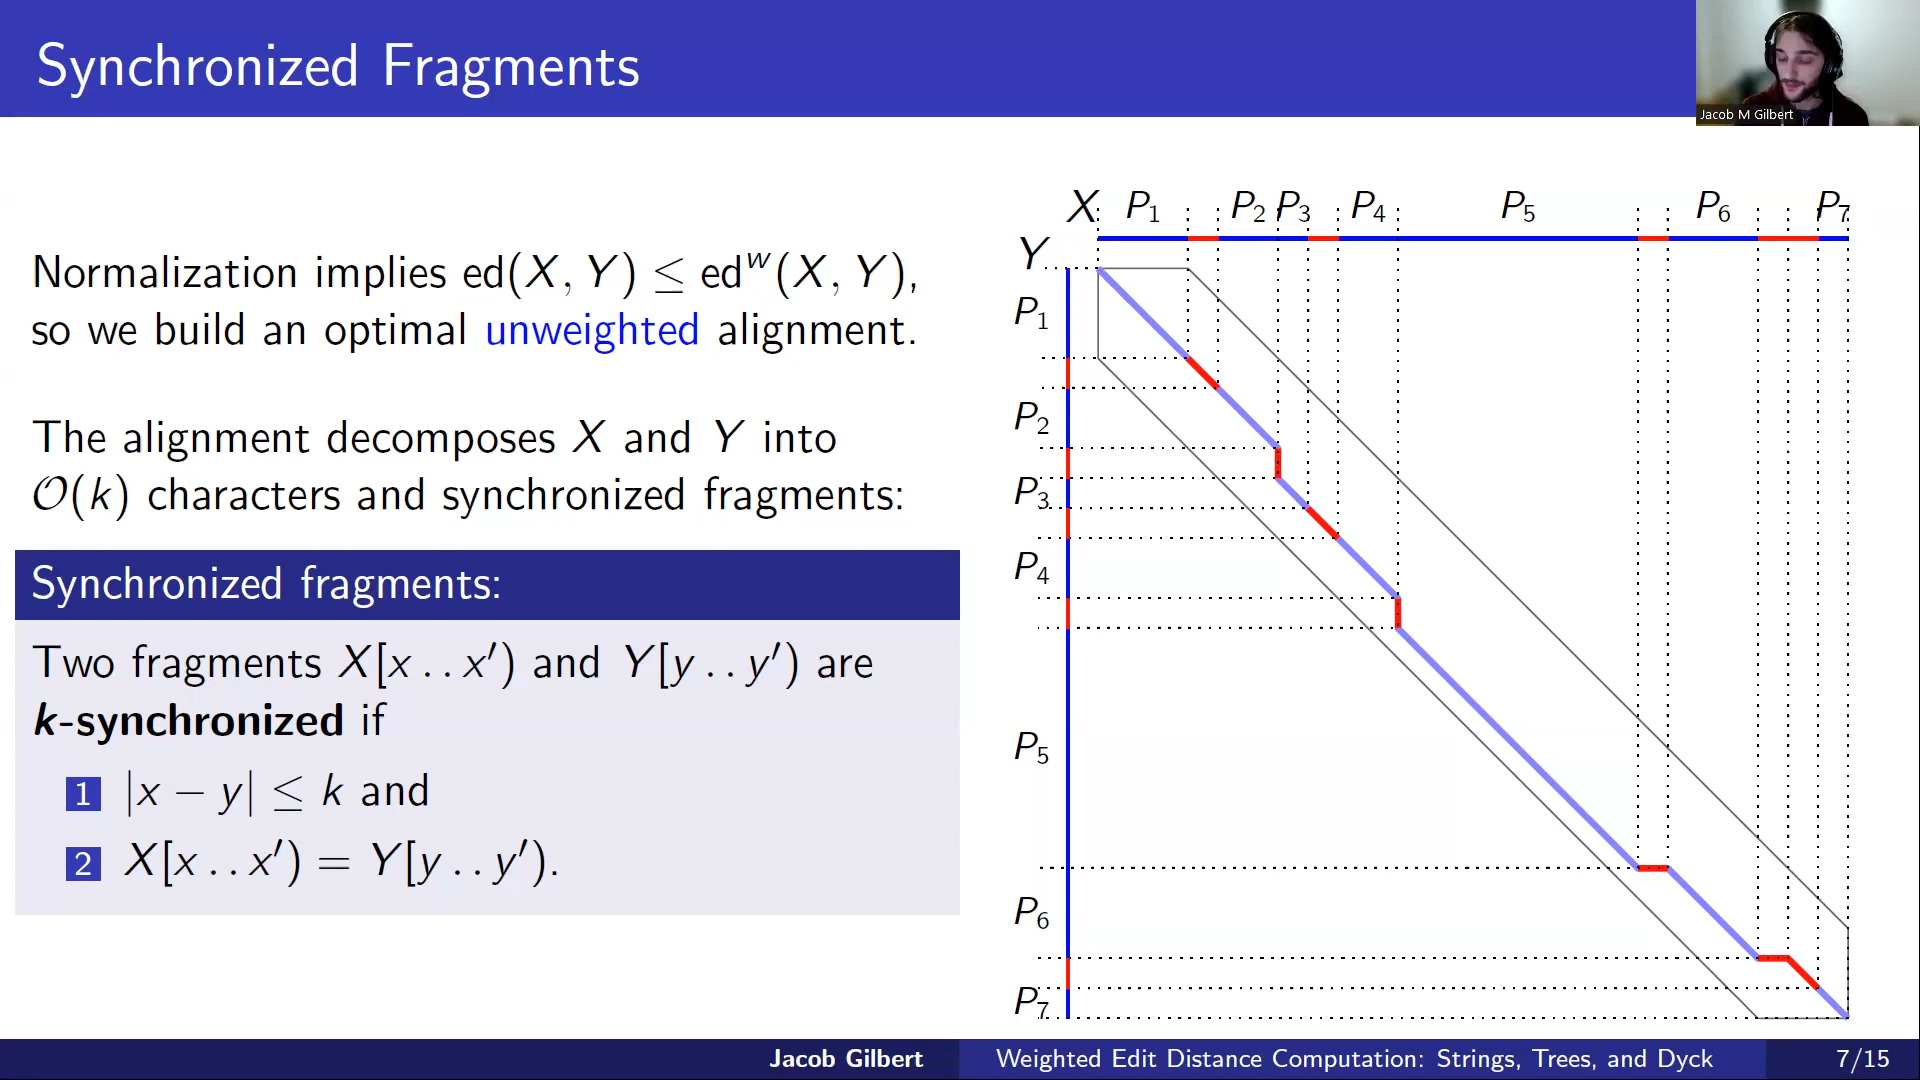 Synchronized Fragments
Jacob M Gilbert
Normalization implies ed(X, Y) ≤ edʷ(X, Y),
so we build an optimal unweighted alignment.
The alignment decomposes X and Y into
𝒪(k) characters and synchronized fragments:
Synchronized fragments:
Two fragments X[x . . x′) and Y[y . . y′) are
k-synchronized if
1 |x − y| ≤ k and
2 X[x . . x′) = Y[y . . y′).
X P₁ P₂ P₃ P₄ P₅ P₆ P₇
Y
P₁
P₂
P₃
P₄
P₅
P₆
P₇
Jacob Gilbert Weighted Edit Distance Computation: Strings, Trees, and Dyck 7/15